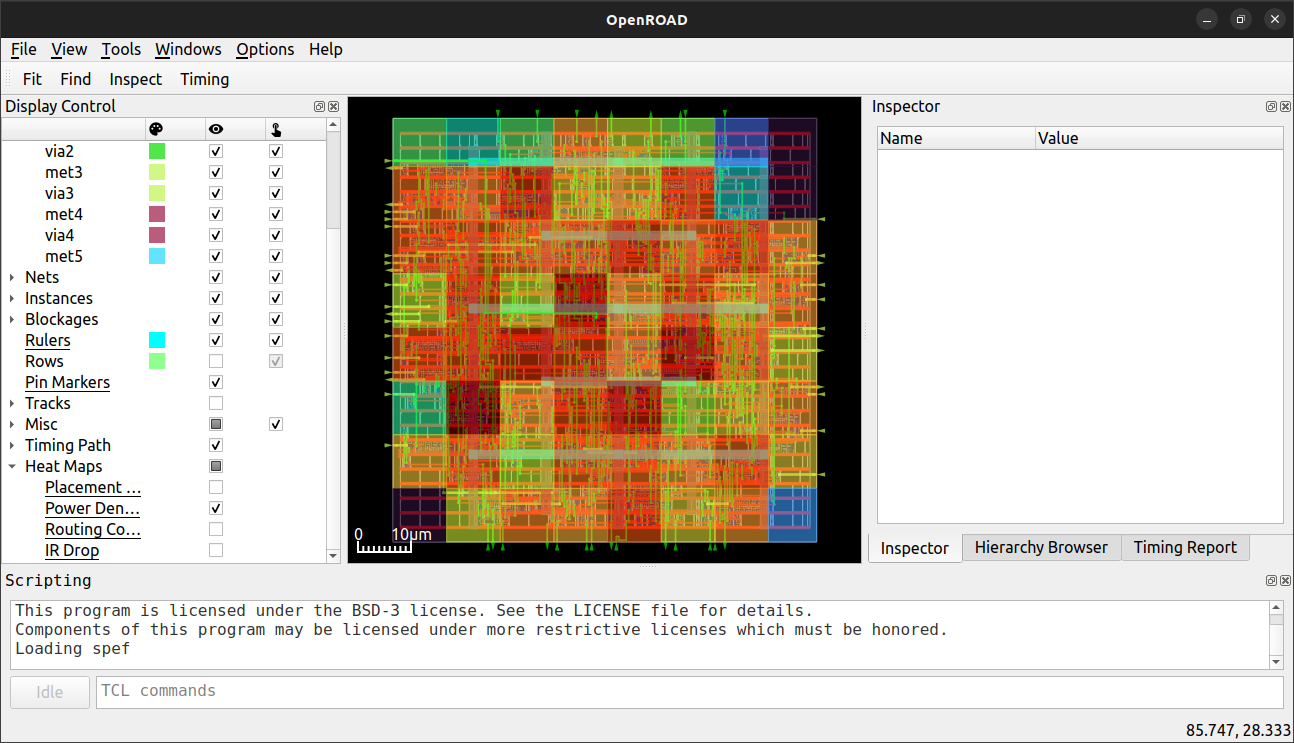 OpenROAD
File View Tools Windows Options Help
Fit Find Inspect Timing
Display Control
via2
met3
via3
met4
via4
met5
Nets
Instances
Blockages
Rulers
Rows
Pin Markers
Tracks
Misc
Timing Path
Heat Maps
Placement ...
Power Den...
Routing Co...
IR Drop
0 10μm
Inspector
Name Value
Inspector Hierarchy Browser Timing Report
Scripting
This program is licensed under the BSD-3 license. See the LICENSE file for details.
Components of this program may be licensed under more restrictive licenses which must be honored.
Loading spef
Idle TCL commands
85.747, 28.333